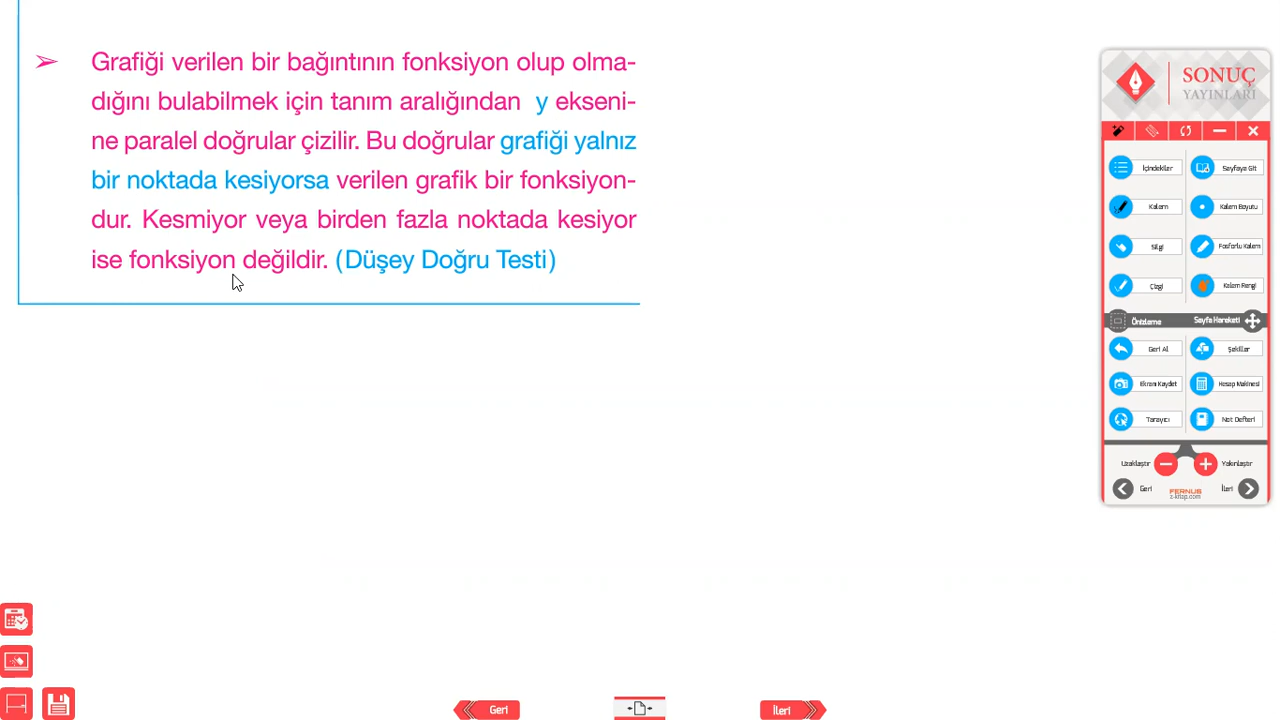 ➢ Grafiği verilen bir bağıntının fonksiyon olup olma-
dığını bulabilmek için tanım aralığından y ekseni-
ne paralel doğrular çizilir. Bu doğrular grafiği yalnız
bir noktada kesiyorsa verilen grafik bir fonksiyon-
dur. Kesmiyor veya birden fazla noktada kesiyor
ise fonksiyon değildir. (Düşey Doğru Testi)
SONUÇ
YAYINLARI
İçindekiler
Sayfaya Git
Kalem
Kalem Boyutu
Silgi
Fosforlu Kalem
Çizgi
Kalem Rengi
Önizleme
Sayfa Hareketi
Geri Al
Şekiller
Ekranı Kaydet
Hesap Makinesi
Tarayıcı
Not Defteri
Uzaklaştır
Yakınlaştır
Geri
FERNUS
z-kitap.com
İleri
Geri
İleri